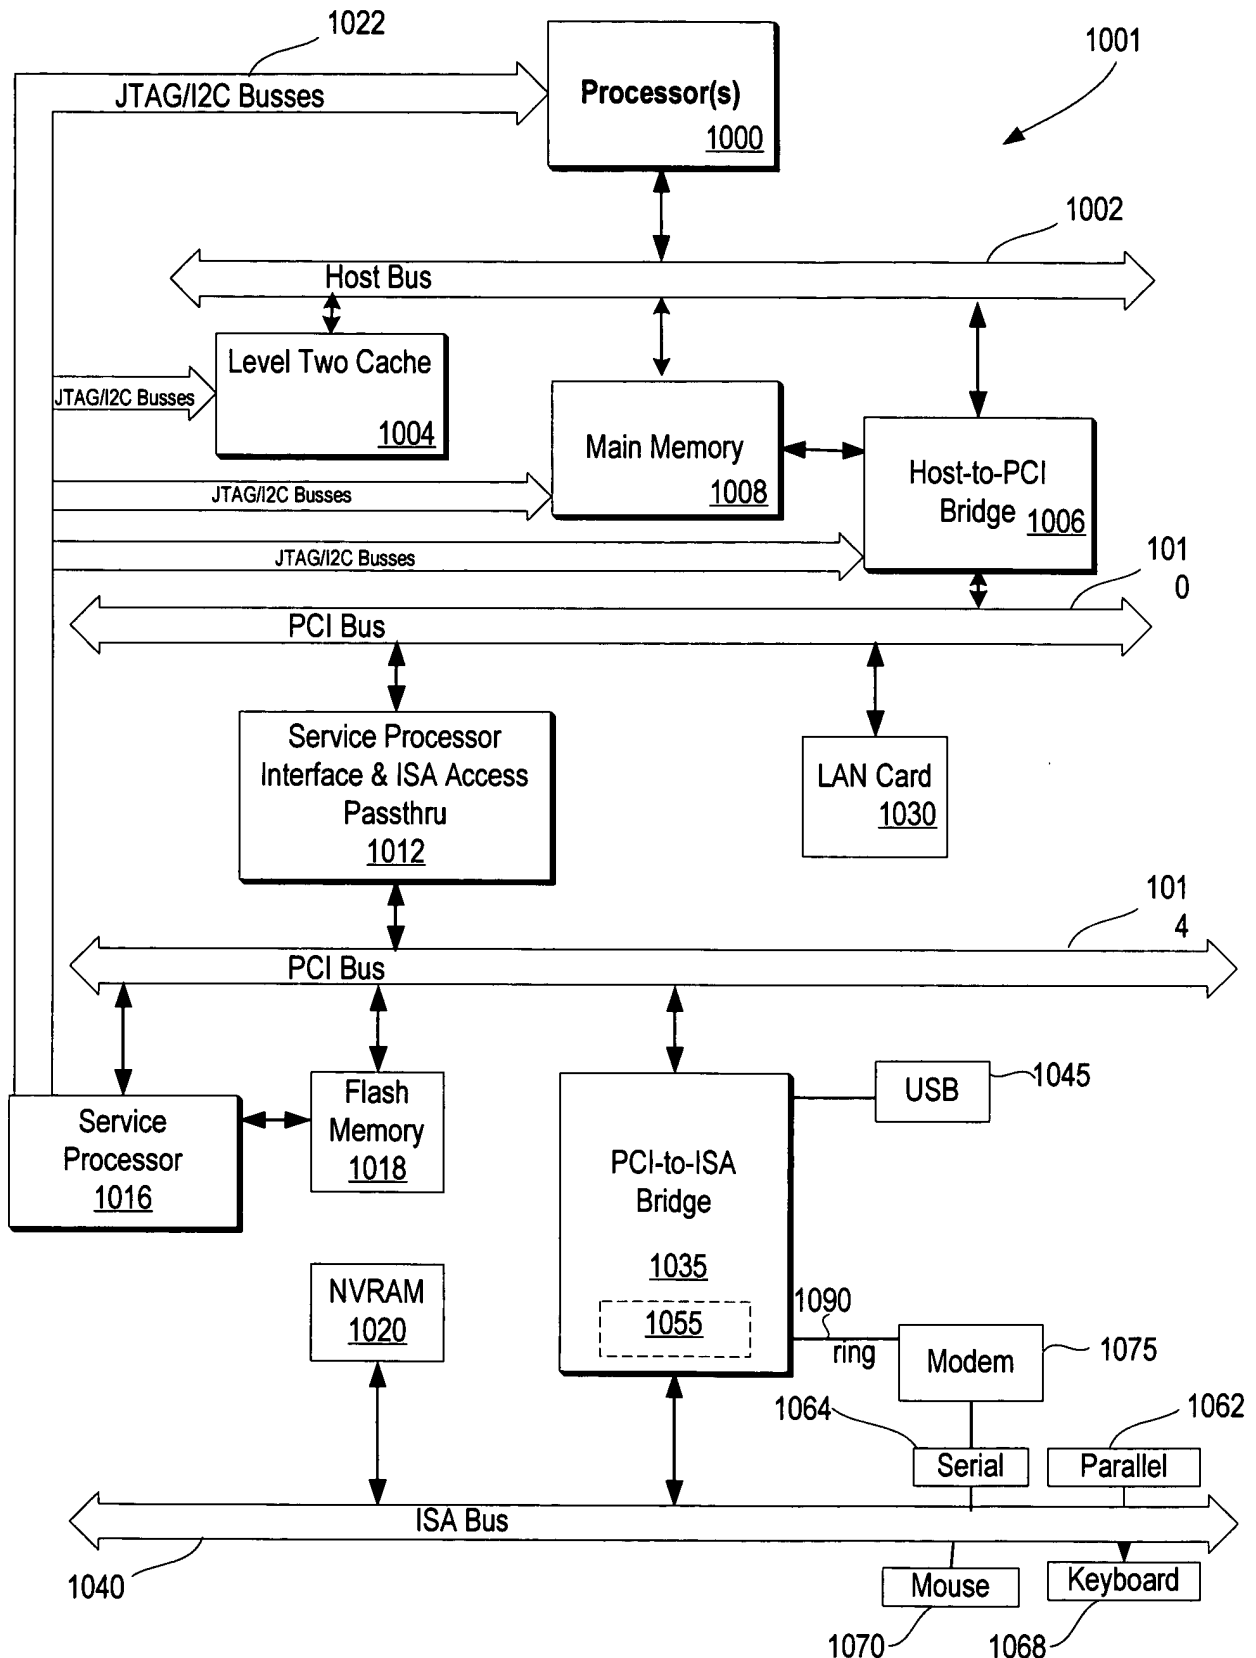 1022
1001
JTAG/I2C Busses
Processor(s)
1000
1002
Host Bus
Level Two Cache
1004
JTAG/I2C Busses
Main Memory
1008
Host-to-PCI
Bridge
1006
JTAG/I2C Busses
JTAG/I2C Busses
101
0
PCI Bus
Service Processor
Interface & ISA Access
Passthru
1012
LAN Card
1030
101
4
PCI Bus
Service
Processor
1016
Flash
Memory
1018
PCI-to-ISA
Bridge
1035
1055
USB
1045
NVRAM
1020
1090
ring
Modem
1075
1064
1062
Serial
Parallel
ISA Bus
1040
Mouse
Keyboard
1070
1068